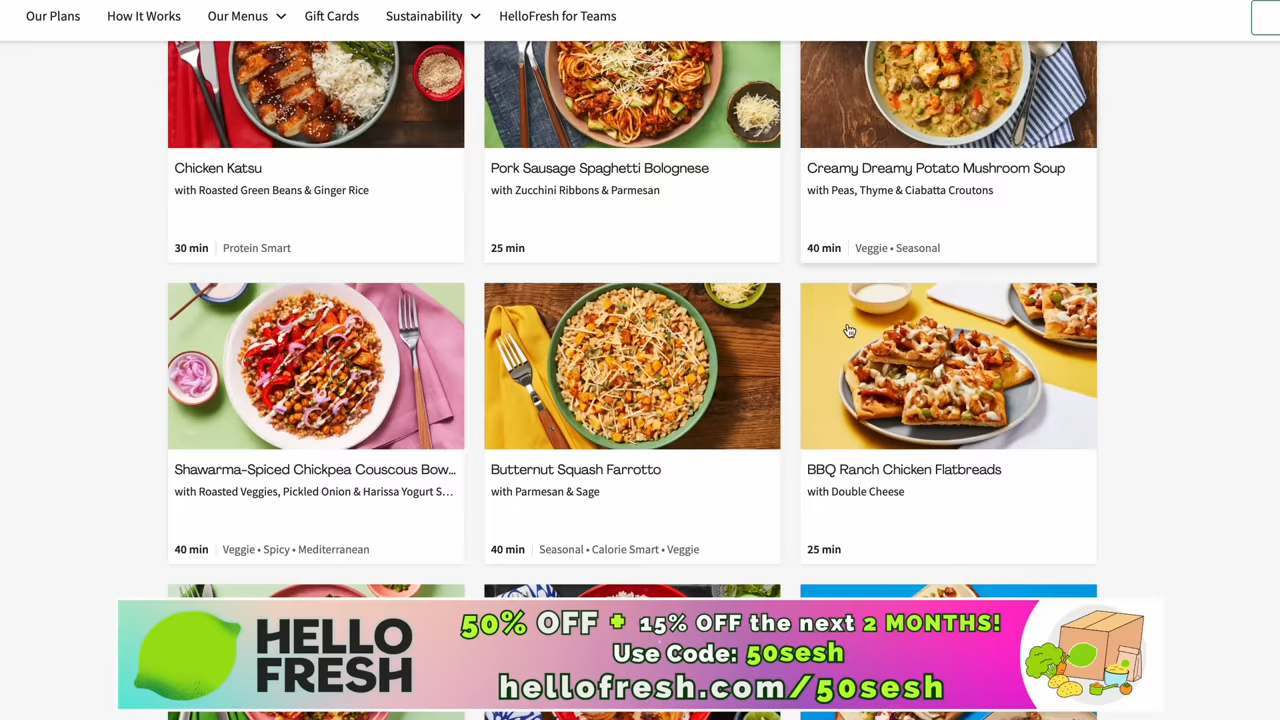 Our Plans
How It Works
Our Menus
Gift Cards
Sustainability
HelloFresh for Teams
Chicken Katsu
with Roasted Green Beans & Ginger Rice
30 min
Protein Smart
Pork Sausage Spaghetti Bolognese
with Zucchini Ribbons & Parmesan
25 min
Creamy Dreamy Potato Mushroom Soup
with Peas, Thyme & Ciabatta Croutons
40 min
Veggie • Seasonal
Shawarma-Spiced Chickpea Couscous Bow...
with Roasted Veggies, Pickled Onion & Harissa Yogurt S...
40 min
Veggie • Spicy • Mediterranean
Butternut Squash Farrotto
with Parmesan & Sage
40 min
Seasonal • Calorie Smart • Veggie
BBQ Ranch Chicken Flatbreads
with Double Cheese
25 min
HELLO
FRESH
50% OFF + 15% OFF the next 2 MONTHS!
Use Code: 50sesh
hellofresh.com/50sesh